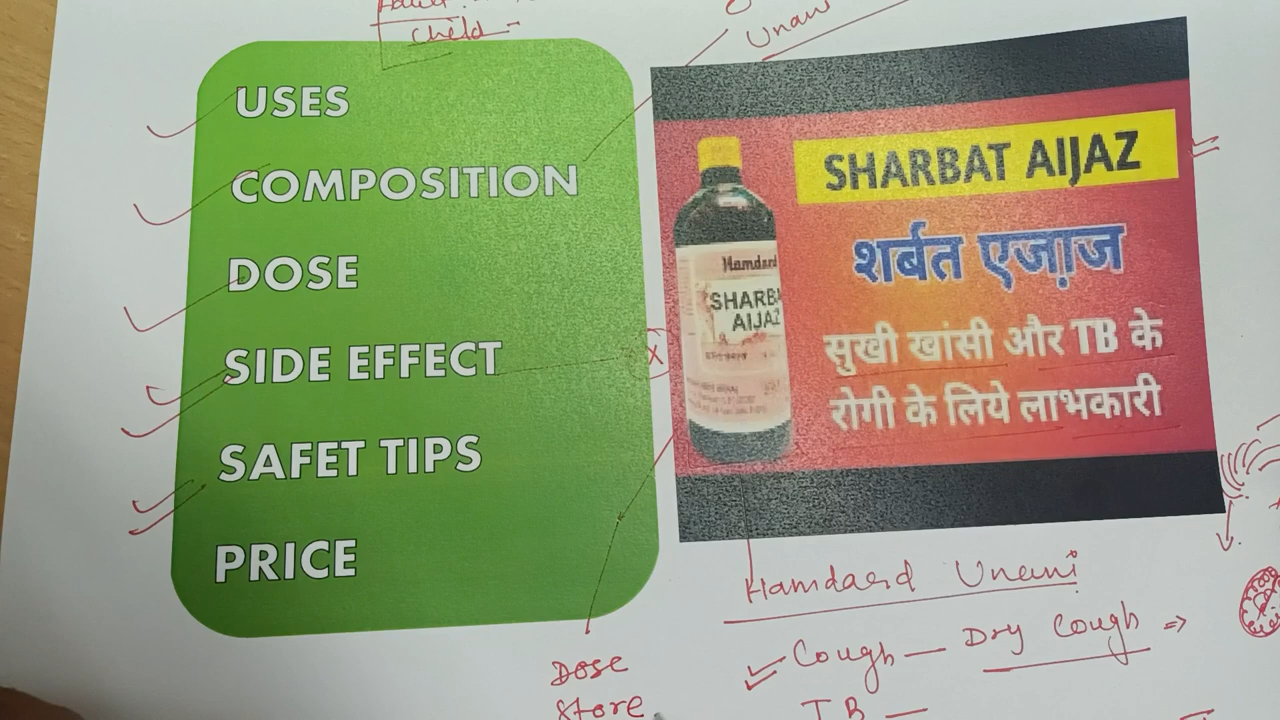 Child -
Unani
USES
COMPOSITION
DOSE
SIDE EFFECT
SAFET TIPS
PRICE
SHARBAT AIJAZ
शर्बत एजा़ज
सुखी खांसी और TB के
रोगी के लिये लाभकारी
Hamdard
SHARBA
AIJAZ
Hamdard Unani
Cough — Dry Cough ⇒
T B —
Dose
Store